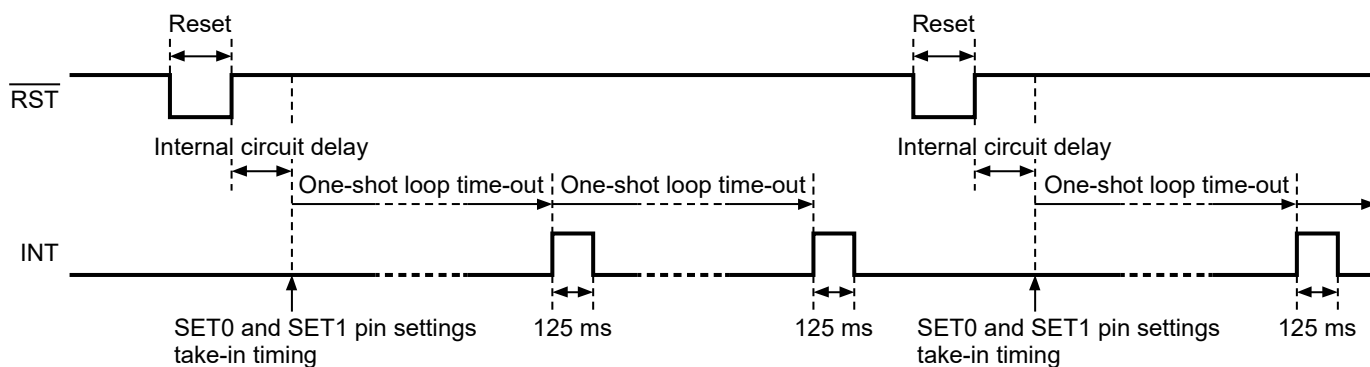 Reset
Reset
RST
Internal circuit delay
Internal circuit delay
One-shot loop time-out
One-shot loop time-out
One-shot loop time-out
INT
SET0 and SET1 pin settings
take-in timing
125 ms
125 ms
SET0 and SET1 pin settings
take-in timing
125 ms